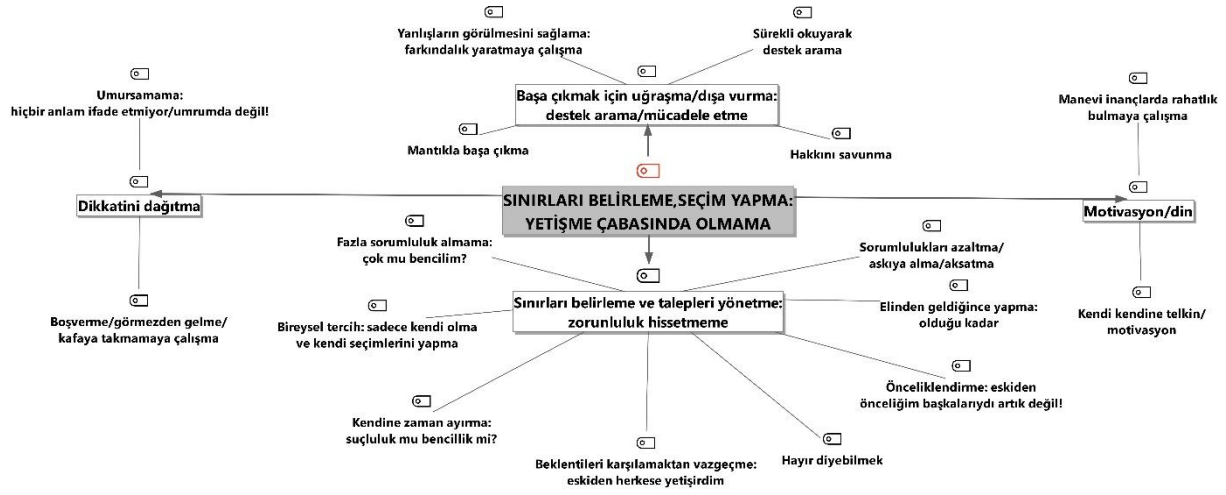 Yanlışların görülmesini sağlama:
farkındalık yaratmaya çalışma
Sürekli okuyarak
destek arama
Umursamama:
hiçbir anlam ifade etmiyor/umrumda değil!
Başa çıkmak için uğraşma/dışa vurma:
destek arama/mücadele etme
Manevi inançlarda rahatlık
bulmaya çalışma
Mantıkla başa çıkma
Hakkını savunma
Dikkatini dağıtma
SINIRLARI BELİRLEME,SEÇİM YAPMA:
YETİŞME ÇABASINDA OLMAMA
Motivasyon/din
Fazla sorumluluk almama:
çok mu bencilim?
Sorumlulukları azaltma/
askıya alma/aksatma
Boşverme/görmezden gelme/
kafaya takmamaya çalışma
Bireysel tercih: sadece kendi olma
ve kendi seçimlerini yapma
Sınırları belirleme ve talepleri yönetme:
zorunluluk hissetmeme
Elinden geldiğince yapma:
olduğu kadar
Kendi kendine telkin/
motivasyon
Önceliklendirme: eskiden
önceliğim başkalarıydı artık değil!
Kendine zaman ayırma:
suçluluk mu bencillik mi?
Beklentileri karşılamaktan vazgeçme:
eskiden herkese yetişirdim
Hayır diyebilmek